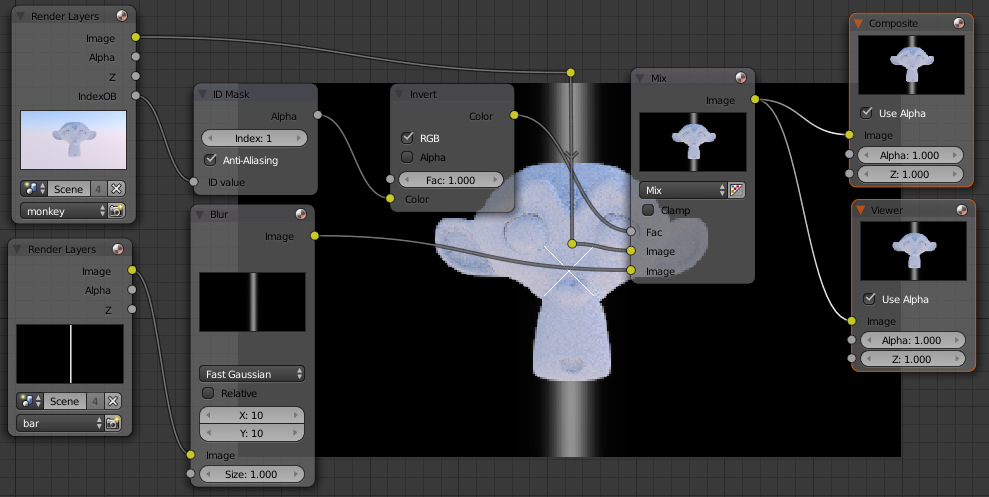 Render Layers
Image
Alpha
Z
IndexOB
Scene 4
monkey
Render Layers
Image
Alpha
Z
Scene 4
bar
ID Mask
Alpha
Index: 1
Anti-Aliasing
ID value
Blur
Image
Fast Gaussian
Relative
X: 10
Y: 10
Image
Size: 1.000
Invert
Color
RGB
Alpha
Fac: 1.000
Color
Mix
Image
Mix
Clamp
Fac
Image
Image
Composite
Use Alpha
Image
Alpha: 1.000
Z: 1.000
Viewer
Use Alpha
Image
Alpha: 1.000
Z: 1.000